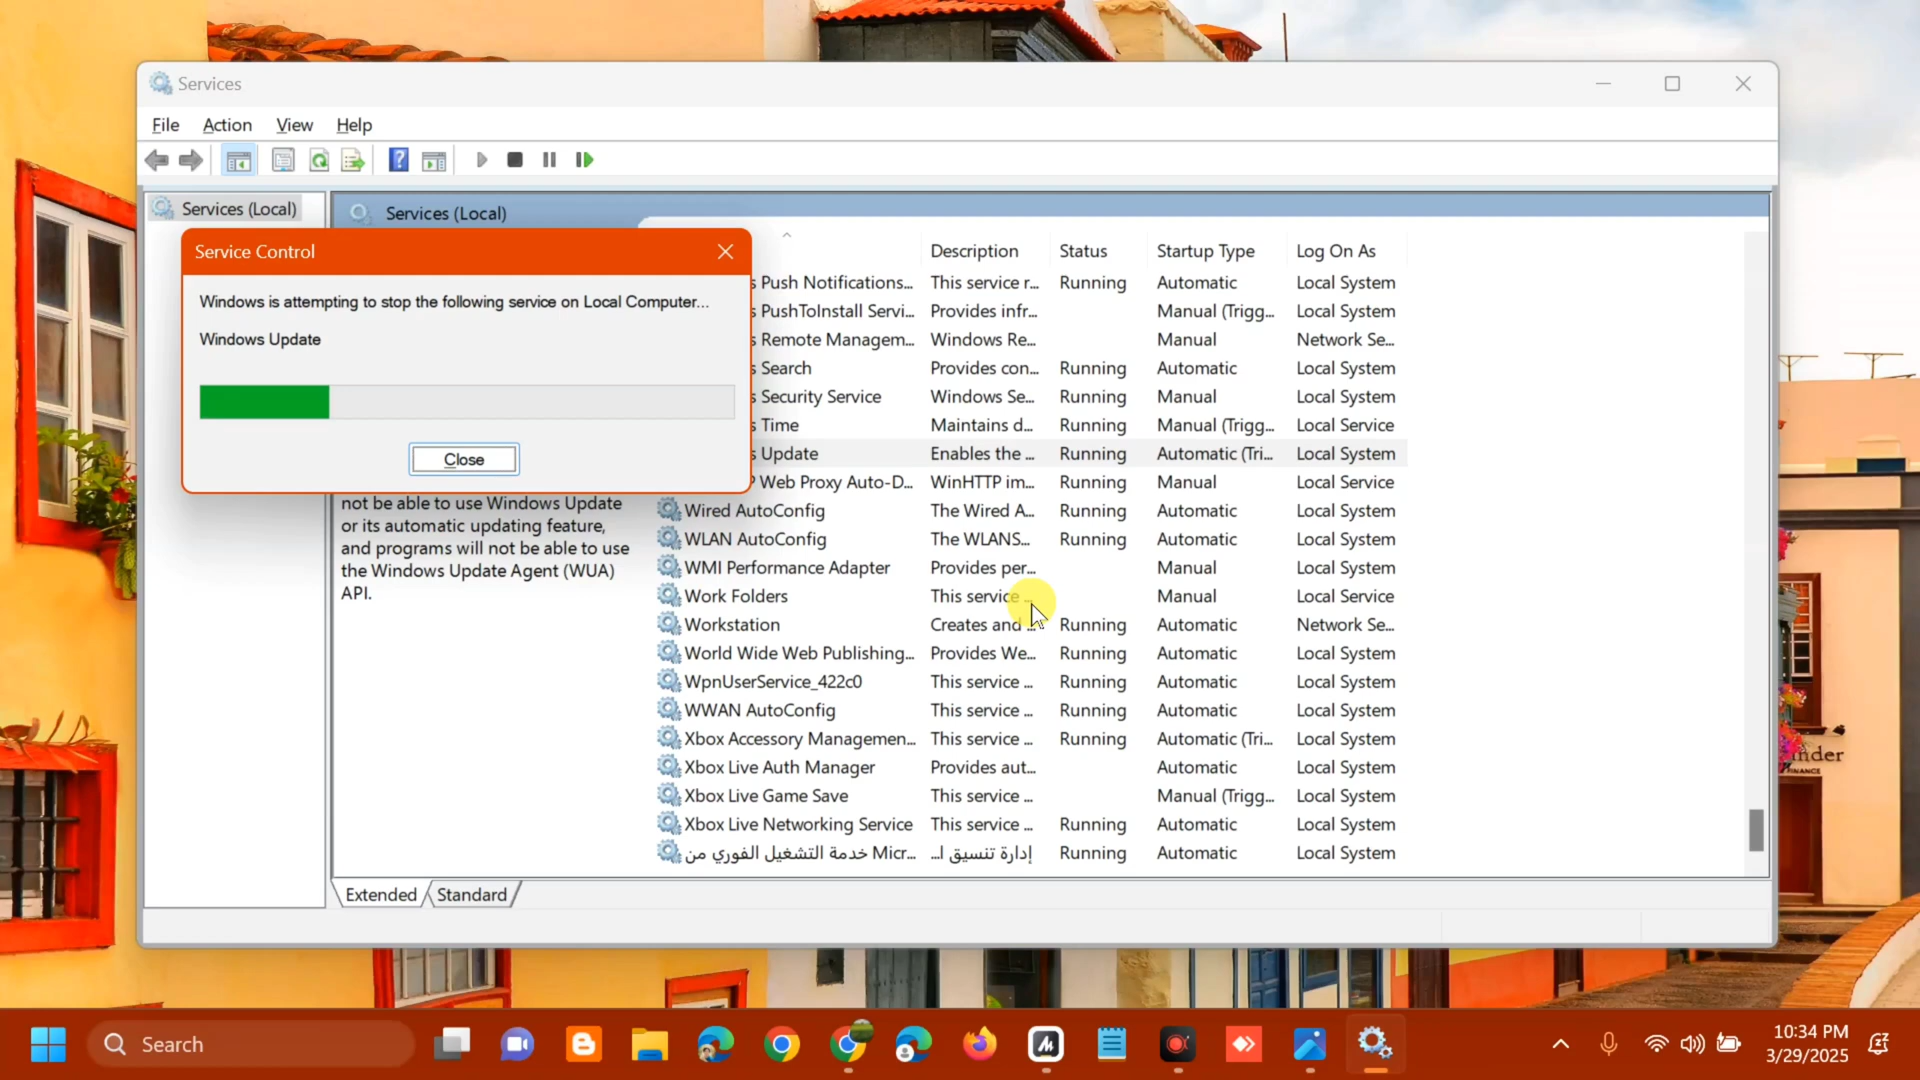 Services
File Action View Help
Services (Local)
Services (Local)
Service Control
Windows is attempting to stop the following service on Local Computer...
Windows Update
Close
not be able to use Windows Update
or its automatic updating feature,
and programs will not be able to use
the Windows Update Agent (WUA)
API.
Description Status Startup Type Log On As
s Push Notifications... This service r... Running Automatic Local System
s PushToInstall Servi... Provides infr... Manual (Trigg... Local System
s Remote Managem... Windows Re... Manual Network Se...
s Search Provides con... Running Automatic Local System
s Security Service Windows Se... Running Manual Local System
s Time Maintains d... Running Manual (Trigg... Local Service
s Update Enables the ... Running Automatic (Tri... Local System
P Web Proxy Auto-D... WinHTTP im... Running Manual Local Service
Wired AutoConfig The Wired A... Running Automatic Local System
WLAN AutoConfig The WLANS... Running Automatic Local System
WMI Performance Adapter Provides per... Manual Local System
Work Folders This service ... Manual Local Service
Workstation Creates and ... Running Automatic Network Se...
World Wide Web Publishing... Provides We... Running Automatic Local System
WpnUserService_422c0 This service ... Running Automatic Local System
WWAN AutoConfig This service ... Running Automatic Local System
Xbox Accessory Managemen... This service ... Running Automatic (Tri... Local System
Xbox Live Auth Manager Provides aut... Automatic Local System
Xbox Live Game Save This service ... Manual (Trigg... Local System
Xbox Live Networking Service This service ... Running Automatic Local System
خدمة التشغيل الفوري من Micr... إدارة تنسيق ا... Running Automatic Local System
Extended Standard
nder
FINANCE
Search
10:34 PM
3/29/2025